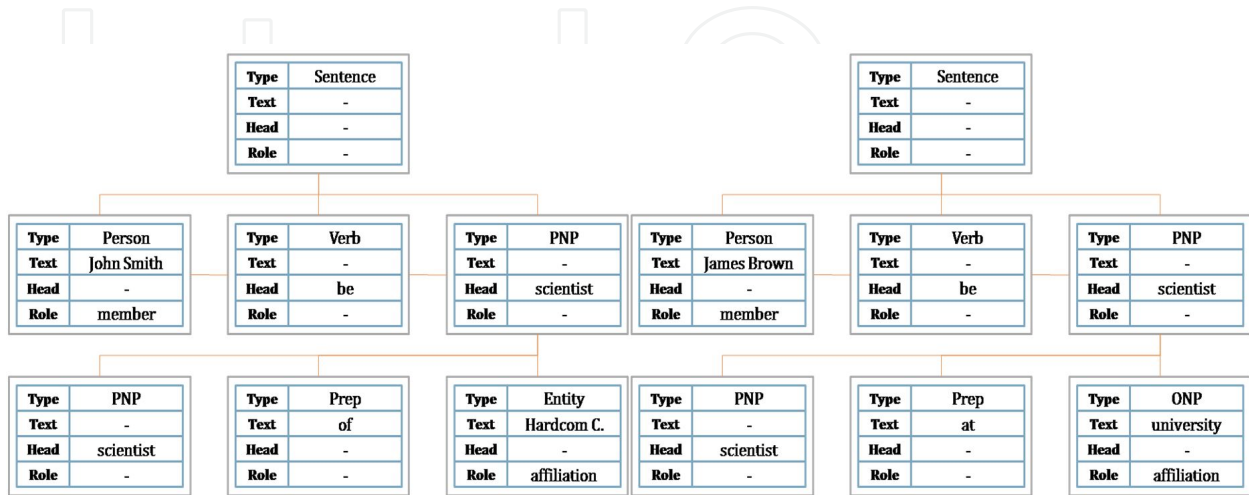 Type Sentence
Text -
Head -
Role -
Type Sentence
Text -
Head -
Role -
Type Person
Text John Smith
Head -
Role member
Type Verb
Text -
Head be
Role -
Type PNP
Text -
Head scientist
Role -
Type Person
Text James Brown
Head -
Role member
Type Verb
Text -
Head be
Role -
Type PNP
Text -
Head scientist
Role -
Type PNP
Text -
Head scientist
Role -
Type Prep
Text of
Head -
Role -
Type Entity
Text Hardcom C.
Head -
Role affiliation
Type PNP
Text -
Head scientist
Role -
Type Prep
Text at
Head -
Role -
Type ONP
Text university
Head -
Role affiliation